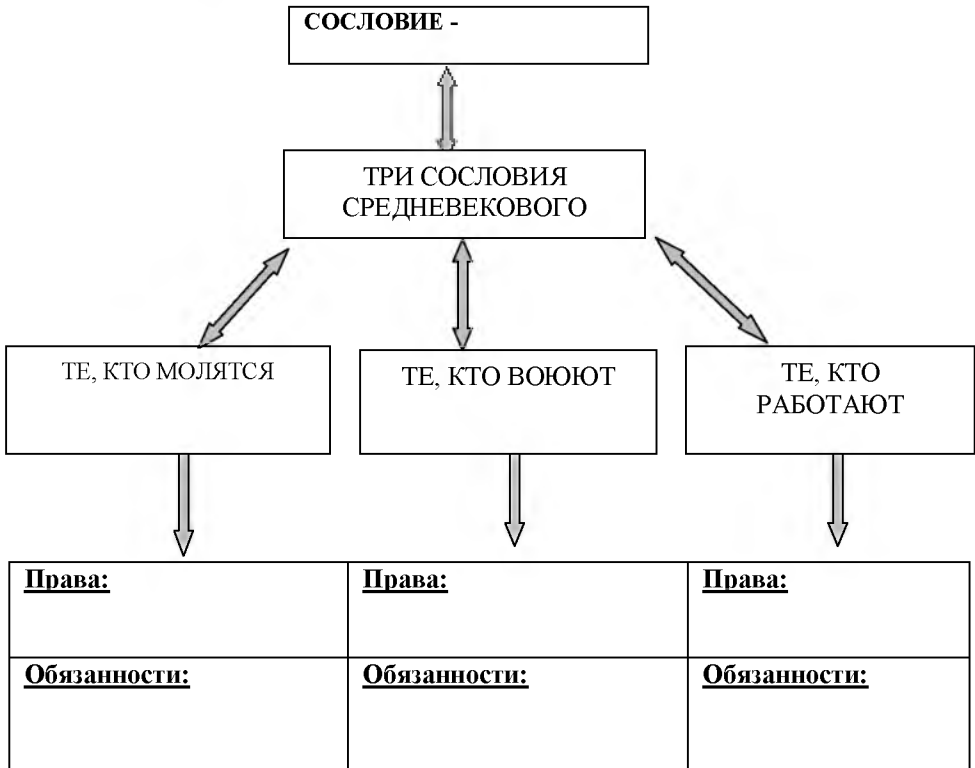 СОСЛОВИЕ -
ТРИ СОСЛОВИЯ
СРЕДНЕВЕКОВОГО
ТЕ, КТО МОЛЯТСЯ
ТЕ, КТО ВОЮЮТ
ТЕ, КТО
РАБОТАЮТ
Права:
Права:
Права:
Обязанности:
Обязанности:
Обязанности: